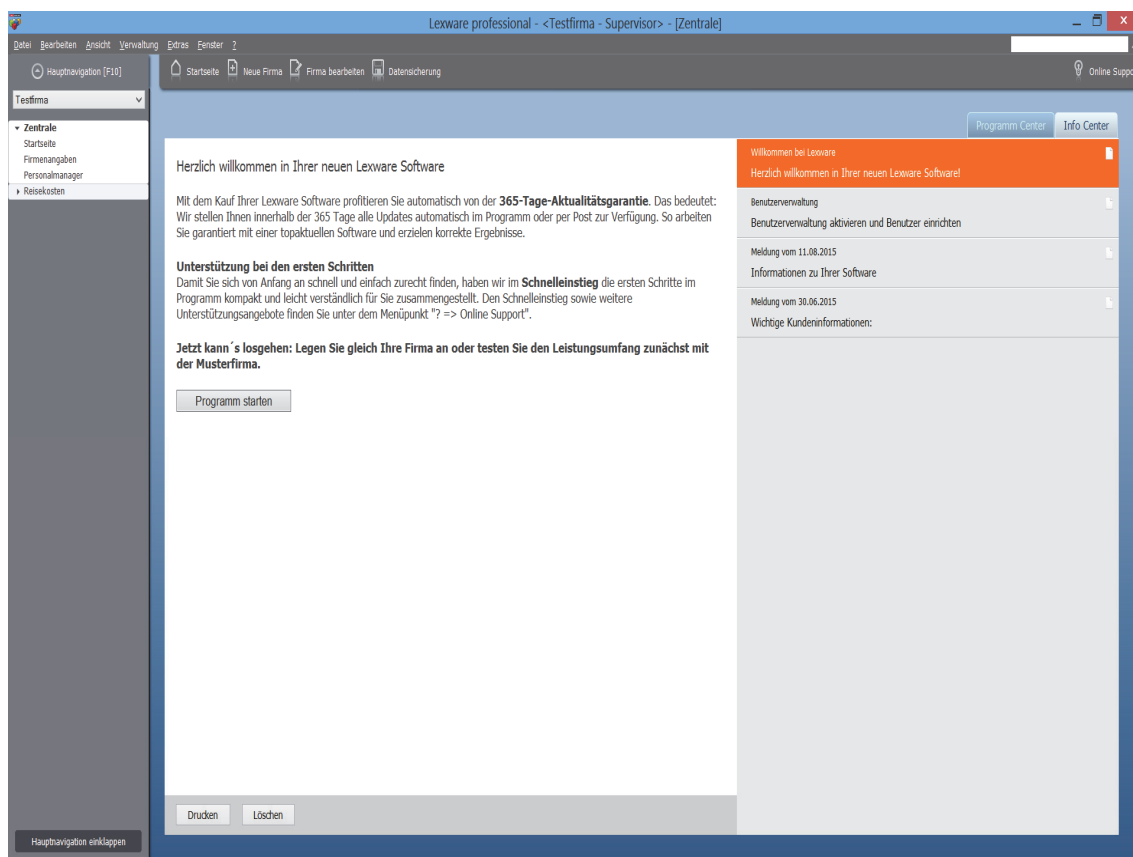 Lexware professional - <Testfirma - Supervisor> - [Zentrale]
Datei Bearbeiten Ansicht Verwaltung Extras Fenster ?
Hauptnavigation [F10]
Startseite Neue Firma Firma bearbeiten Datensicherung
Online Suppo
Testfirma
Zentrale
Startseite
Firmenangaben
Personalmanager
Reisekosten
Programm Center Info Center
Herzlich willkommen in Ihrer neuen Lexware Software
Mit dem Kauf Ihrer Lexware Software profitieren Sie automatisch von der 365-Tage-Aktualitätsgarantie. Das bedeutet:
Wir stellen Ihnen innerhalb der 365 Tage alle Updates automatisch im Programm oder per Post zur Verfügung. So arbeiten
Sie garantiert mit einer topaktuellen Software und erzielen korrekte Ergebnisse.
Unterstützung bei den ersten Schritten
Damit Sie sich von Anfang an schnell und einfach zurecht finden, haben wir im Schnelleinstieg die ersten Schritte im
Programm kompakt und leicht verständlich für Sie zusammengestellt. Den Schnelleinstieg sowie weitere
Unterstützungsangebote finden Sie unter dem Menüpunkt "? => Online Support".
Jetzt kann´s losgehen: Legen Sie gleich Ihre Firma an oder testen Sie den Leistungsumfang zunächst mit
der Musterfirma.
Programm starten
Willkommen bei Lexware
Herzlich willkommen in Ihrer neuen Lexware Software!
Benutzerverwaltung
Benutzerverwaltung aktivieren und Benutzer einrichten
Meldung vom 11.08.2015
Informationen zu Ihrer Software
Meldung vom 30.06.2015
Wichtige Kundeninformationen:
Drucken Löschen
Hauptnavigation einklappen